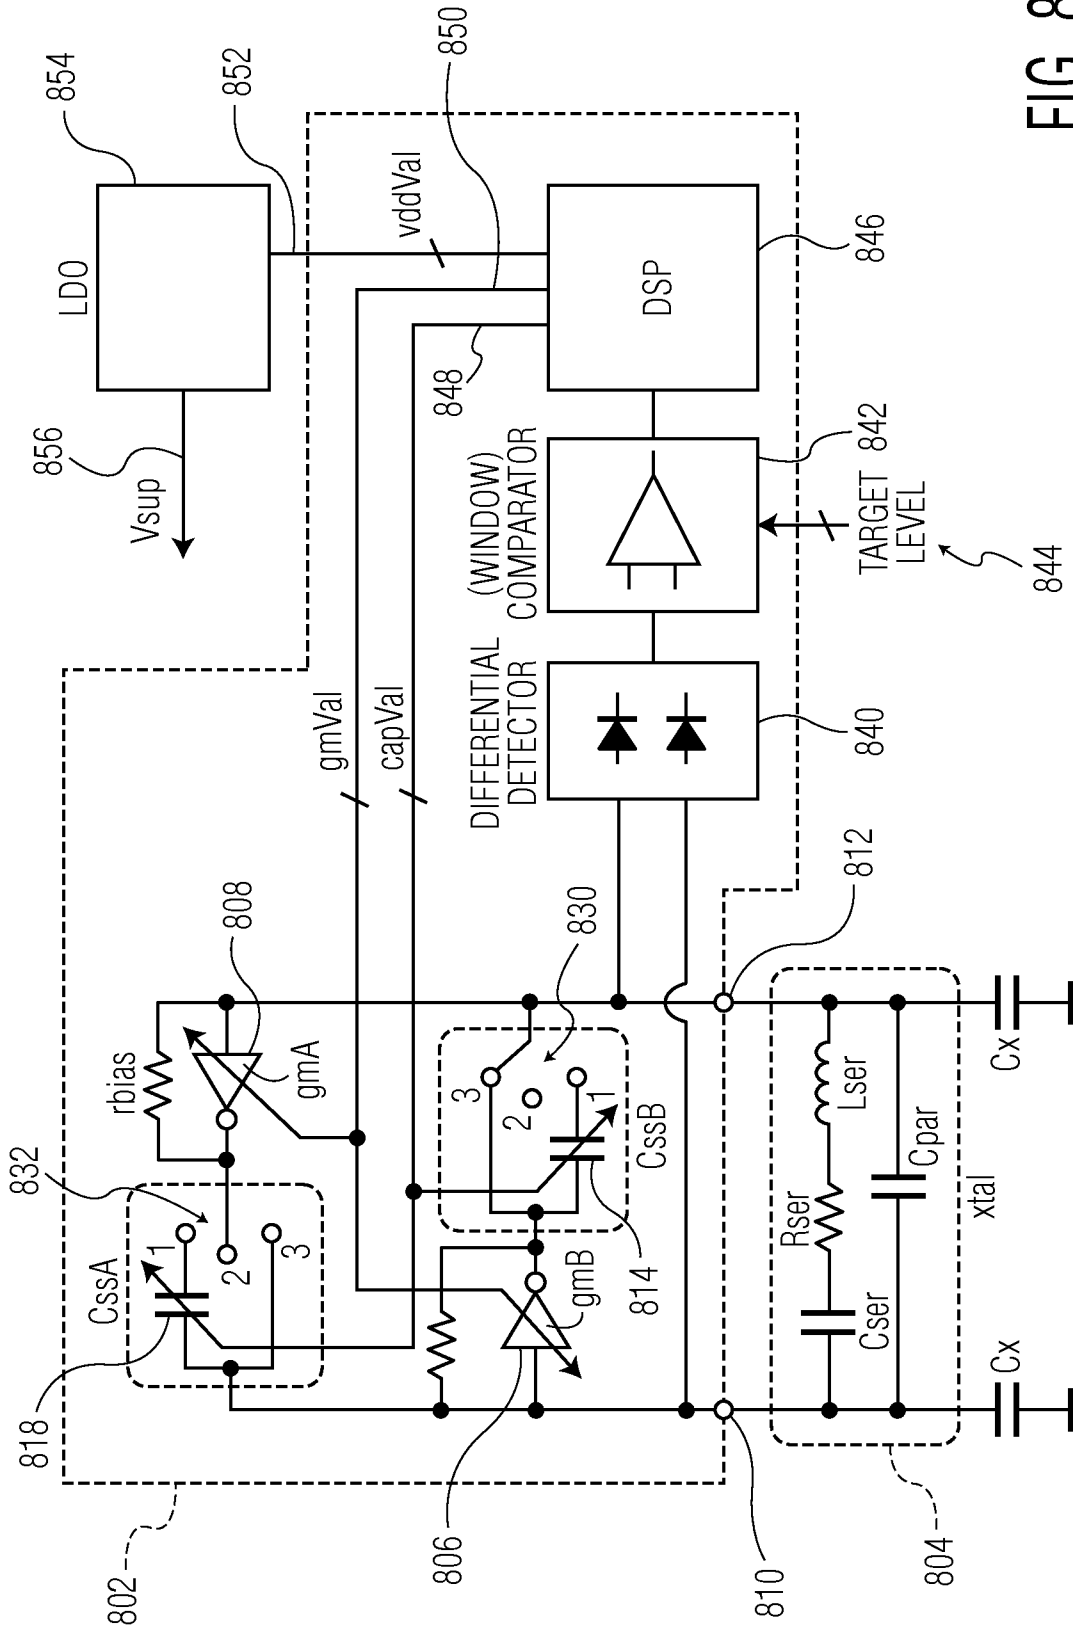 FIG. 8
802
818
CssA
1
2
3
832
rbias
808
gmA
gmVal
capVal
854
LDO
856
Vsup
852
850
vddVal
848
DSP
846
(WINDOW)
COMPARATOR
842
TARGET
LEVEL
844
DIFFERENTIAL
DETECTOR
840
830
812
3
2
1
CssB
814
gmB
806
810
Lser
Rser
Cser
Cpar
xtal
804
Cx
Cx